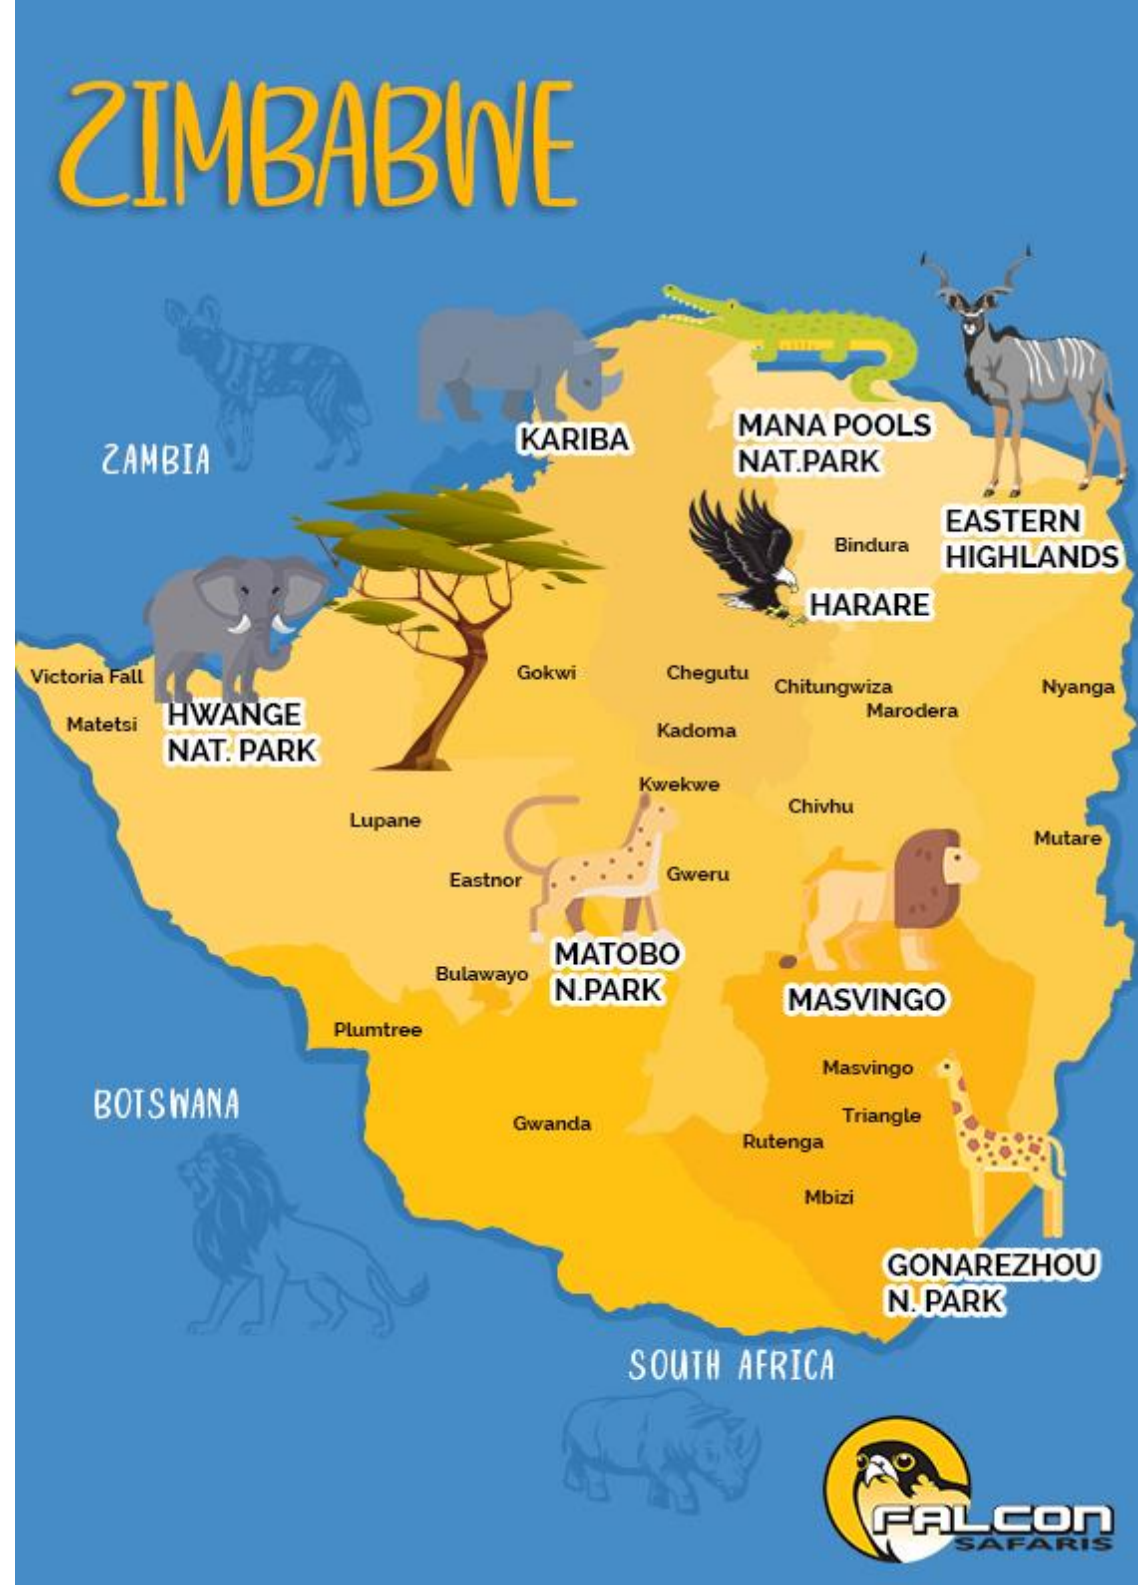 ZIMBABWE
ZAMBIA
KARIBA
MANA POOLS
NAT.PARK
EASTERN
HIGHLANDS
Bindura
HARARE
Victoria Fall
Matetsi
HWANGE
NAT. PARK
Gokwi
Chegutu
Chitungwiza
Marodera
Nyanga
Kadoma
Kwekwe
Chivhu
Lupane
Mutare
Eastnor
Gweru
MATOBO
N.PARK
Bulawayo
MASVINGO
Plumtree
Masvingo
BOTSWANA
Gwanda
Triangle
Rutenga
Mbizi
GONAREZHOU
N. PARK
SOUTH AFRICA
FALCON
SAFARIS